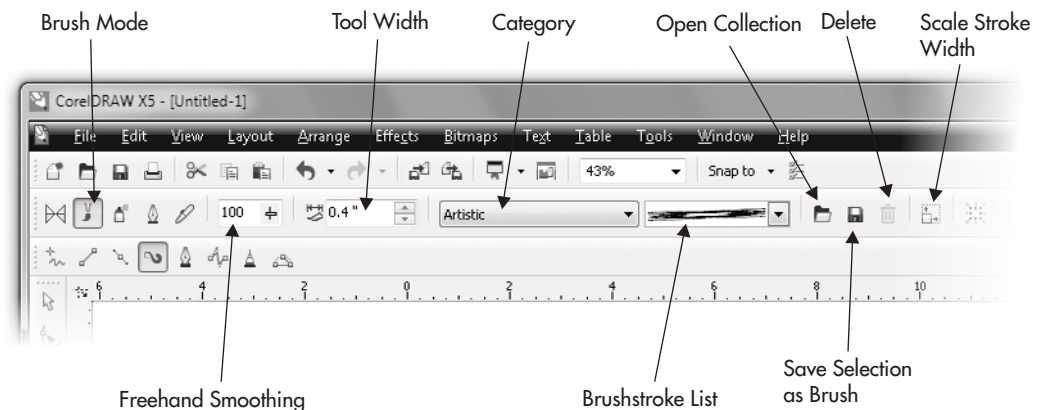 Brush Mode
Tool Width
Category
Open Collection
Delete
Scale Stroke
Width
CorelDRAW X5 - [Untitled-1]
File Edit View Layout Arrange Effects Bitmaps Text Table Tools Window Help
43% Snap to
100 0.4 " Artistic
6 4 2 0 2 4 6 8 10
Freehand Smoothing
Brushstroke List
Save Selection
as Brush